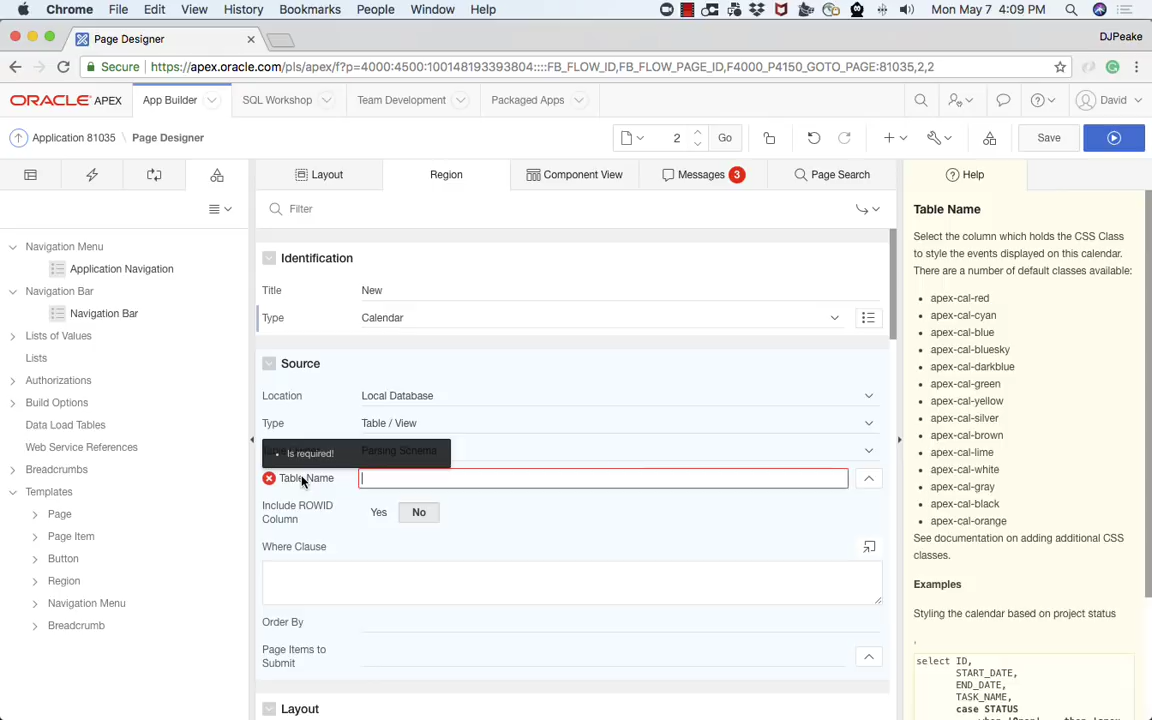 Chrome File Edit View History Bookmarks People Window Help Mon May 7 4:09 PM
Page Designer DJPeake
Secure https://apex.oracle.com/pls/apex/f?p=4000:4500:100148193393804::::FB_FLOW_ID,FB_FLOW_PAGE_ID,F4000_P4150_GOTO_PAGE:81035,2,2
ORACLE APEX App Builder SQL Workshop Team Development Packaged Apps David
Application 81035 \ Page Designer 2 Go Save
Layout Region Component View Messages 3 Page Search Help
Filter
Navigation Menu
Application Navigation
Navigation Bar
Navigation Bar
Lists of Values
Lists
Authorizations
Build Options
Data Load Tables
Web Service References
Breadcrumbs
Templates
Page
Page Item
Button
Region
Navigation Menu
Breadcrumb
Identification
Title New
Type Calendar
Source
Location Local Database
Type Table / View
Parsing Schema
Is required!
Table Name
Include ROWID
Column
Yes No
Where Clause
Order By
Page Items to
Submit
Layout
Table Name
Select the column which holds the CSS Class
to style the events displayed on this calendar.
There are a number of default classes available:
apex-cal-red
apex-cal-cyan
apex-cal-blue
apex-cal-bluesky
apex-cal-darkblue
apex-cal-green
apex-cal-yellow
apex-cal-silver
apex-cal-brown
apex-cal-lime
apex-cal-white
apex-cal-gray
apex-cal-black
apex-cal-orange
See documentation on adding additional CSS
classes.
Examples
Styling the calendar based on project status
,
select ID,
START_DATE,
END_DATE,
TASK_NAME,
case STATUS